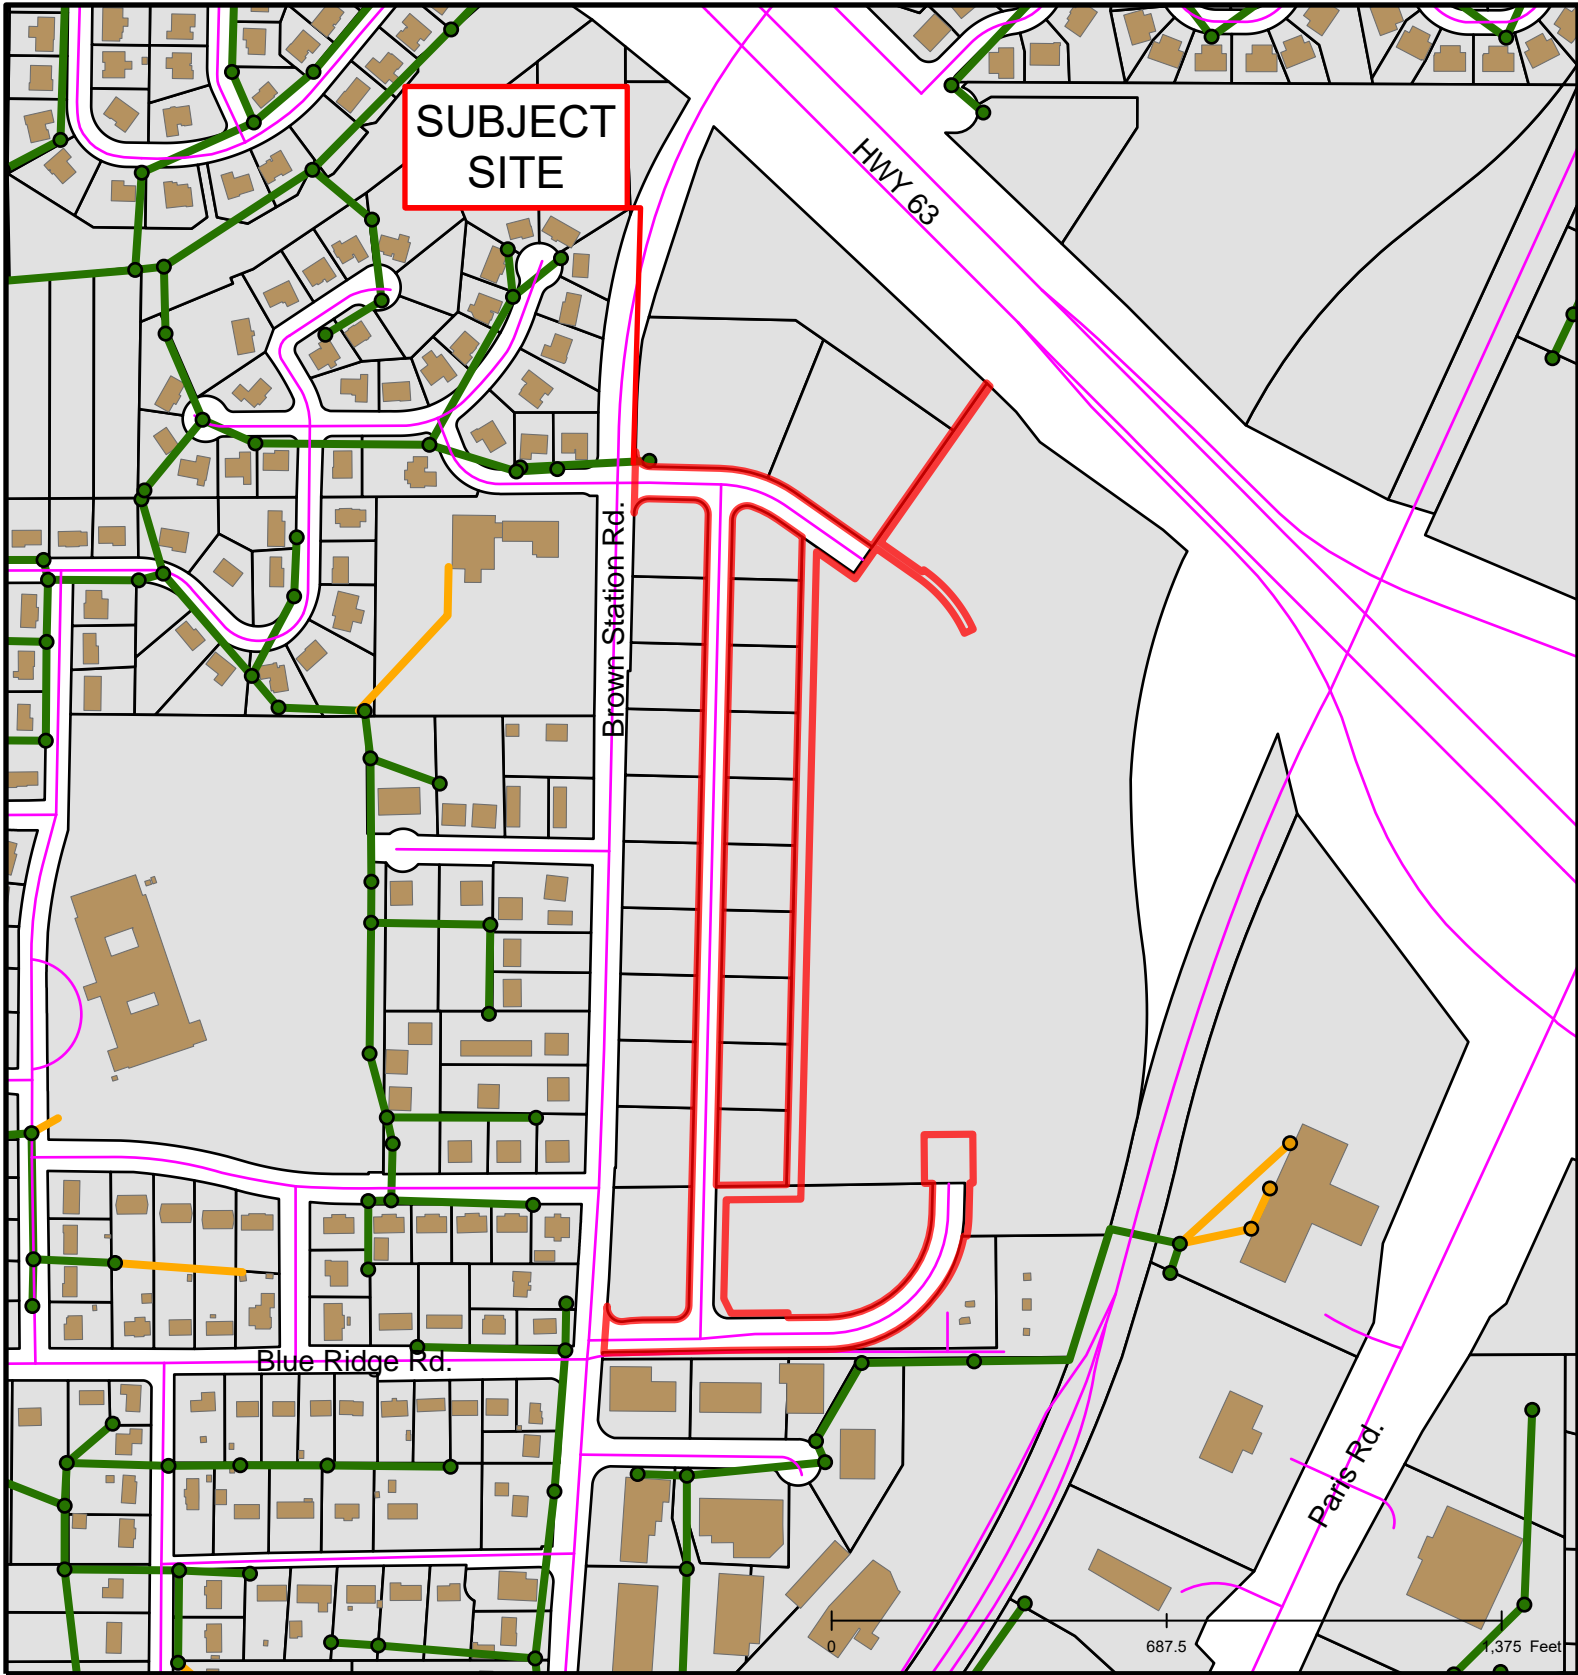 SUBJECT
SITE
HWY 63
Brown Station Rd.
Blue Ridge Rd.
Paris Rd.
0 687.5 1,375 Feet